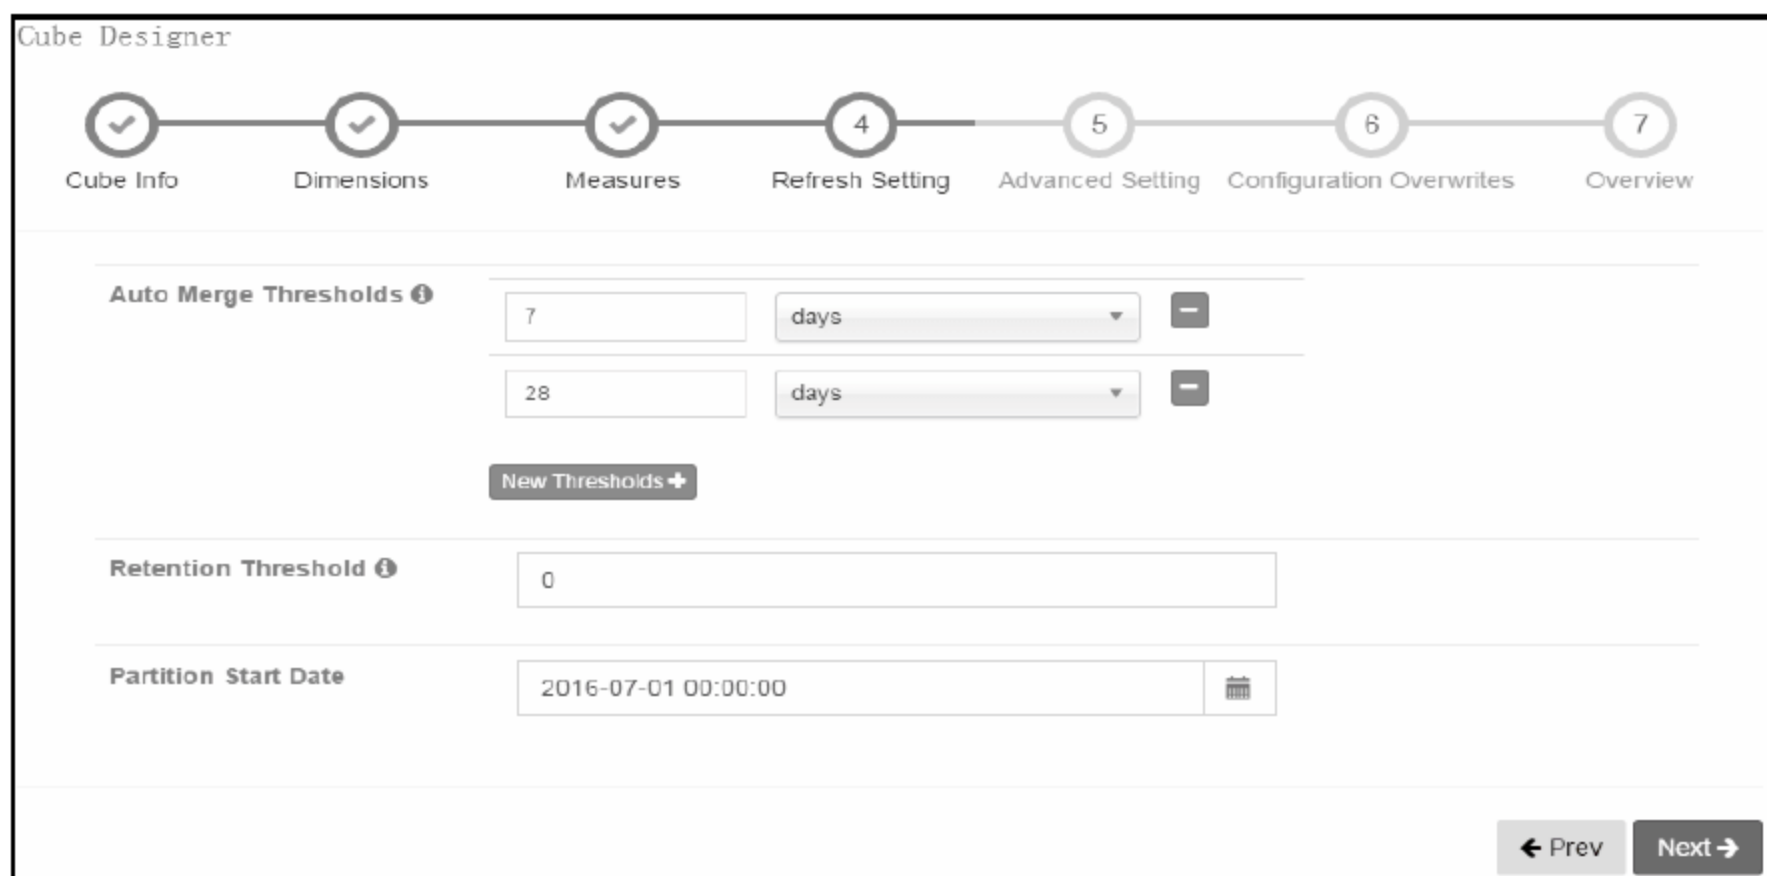 Cube Designer
4 5 6 7
Cube Info Dimensions Measures Refresh Setting Advanced Setting Configuration Overwrites Overview
Auto Merge Thresholds
7 days
28 days
New Thresholds
Retention Threshold
0
Partition Start Date
2016-07-01 00:00:00
Prev Next